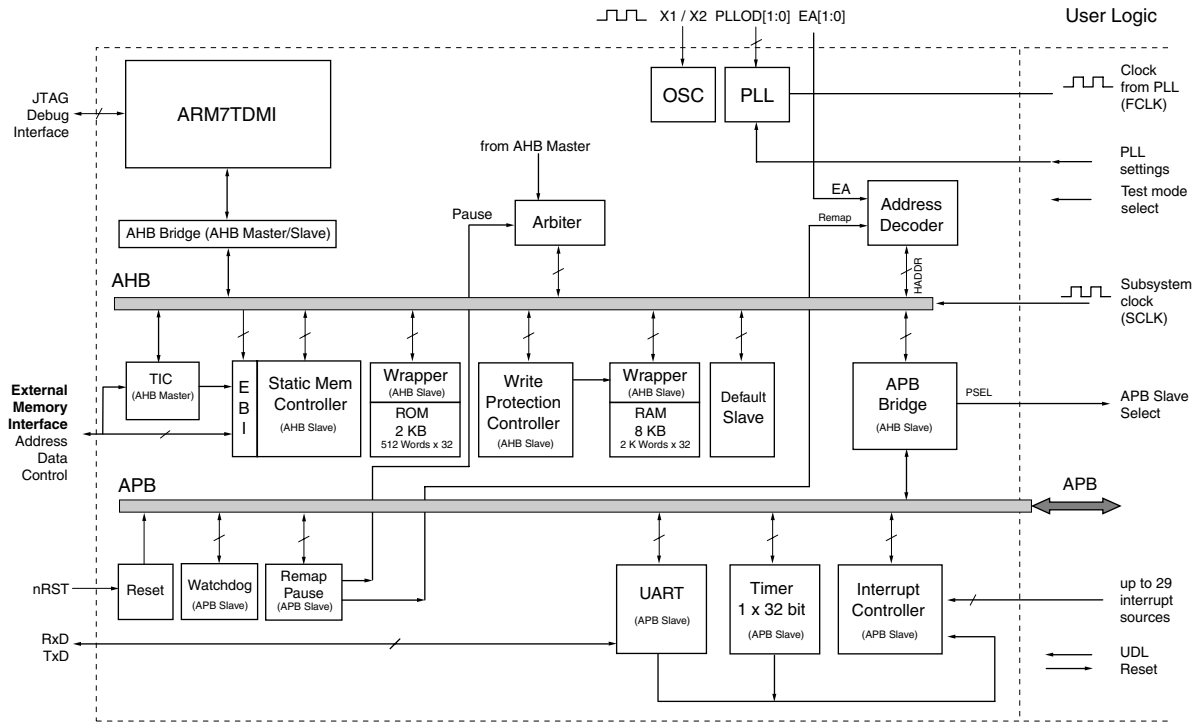 X1 / X2 PLLOD[1:0] EA[1:0]
User Logic
JTAG
Debug
Interface
ARM7TDMI
OSC
PLL
Clock
from PLL
(FCLK)
from AHB Master
PLL
settings
EA
Address
Decoder
Test mode
select
Pause
Arbiter
Remap
AHB Bridge (AHB Master/Slave)
HADDR
AHB
Subsystem
clock
(SCLK)
TIC
(AHB Master)
E
B
I
Static Mem
Controller
(AHB Slave)
Wrapper
(AHB Slave)
ROM
2 KB
512 Words x 32
Write
Protection
Controller
(AHB Slave)
Wrapper
(AHB Slave)
RAM
8 KB
2 K Words x 32
Default
Slave
APB
Bridge
(AHB Slave)
PSEL
APB Slave
Select
External
Memory
Interface
Address
Data
Control
APB
APB
nRST
Reset
Watchdog
(APB Slave)
Remap
Pause
(APB Slave)
UART
(APB Slave)
Timer
1 x 32 bit
(APB Slave)
Interrupt
Controller
(APB Slave)
up to 29
interrupt
sources
RxD
TxD
UDL
Reset